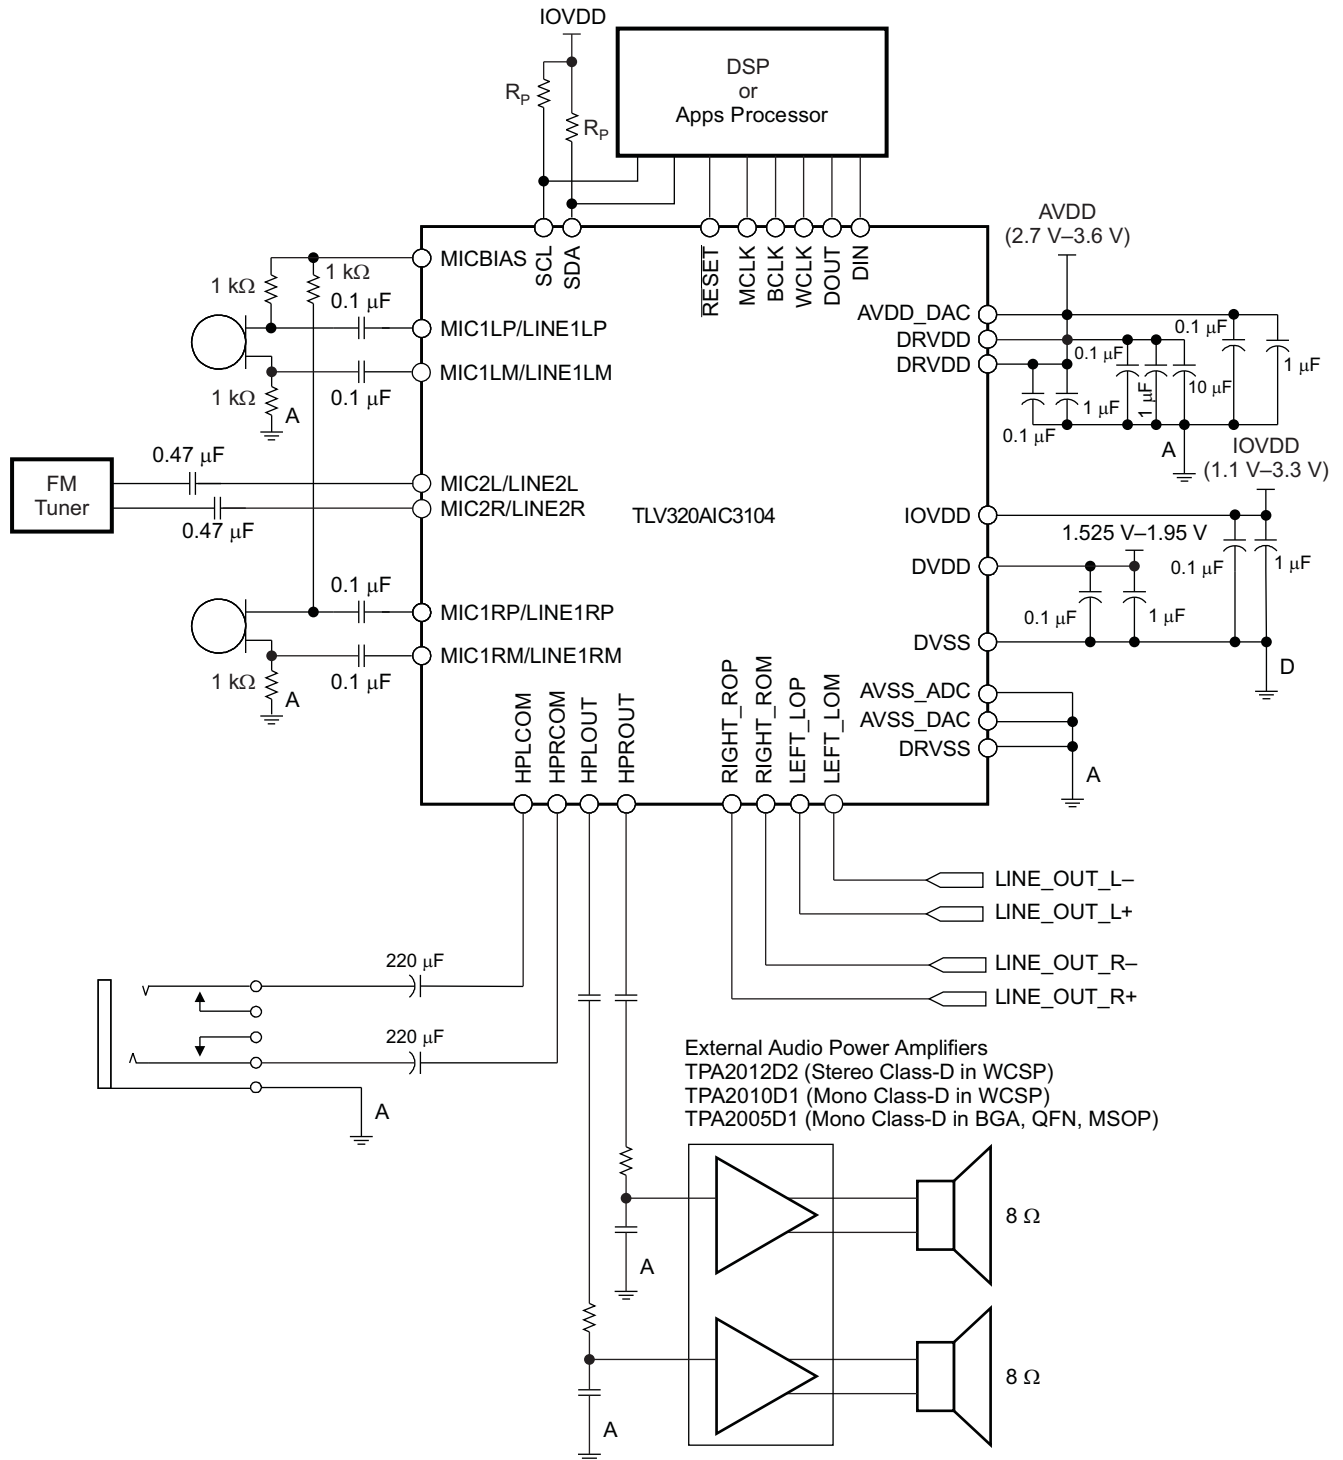 IOVDD
DSP
or
Apps Processor
R_P
R_P
SCL
SDA
RESET
MCLK
BCLK
WCLK
DOUT
DIN
AVDD
(2.7 V–3.6 V)
MICBIAS
1 kΩ
1 kΩ
0.1 μF
MIC1LP/LINE1LP
MIC1LM/LINE1LM
1 kΩ
0.1 μF
A
AVDD_DAC
DRVDD
DRVDD
0.1 μF
0.1 μF
1 μF
10 μF
1 μF
1 μF
0.1 μF
A
IOVDD
(1.1 V–3.3 V)
FM
Tuner
0.47 μF
0.47 μF
MIC2L/LINE2L
MIC2R/LINE2R
TLV320AIC3104
IOVDD
1.525 V–1.95 V
DVDD
0.1 μF
1 μF
0.1 μF
1 μF
DVSS
D
0.1 μF
MIC1RP/LINE1RP
MIC1RM/LINE1RM
1 kΩ
A
0.1 μF
AVSS_ADC
AVSS_DAC
DRVSS
A
HPLCOM
HPRCOM
HPLOUT
HPROUT
RIGHT_ROP
RIGHT_ROM
LEFT_LOP
LEFT_LOM
LINE_OUT_L–
LINE_OUT_L+
LINE_OUT_R–
LINE_OUT_R+
220 μF
220 μF
A
External Audio Power Amplifiers
TPA2012D2 (Stereo Class-D in WCSP)
TPA2010D1 (Mono Class-D in WCSP)
TPA2005D1 (Mono Class-D in BGA, QFN, MSOP)
8 Ω
A
8 Ω
A